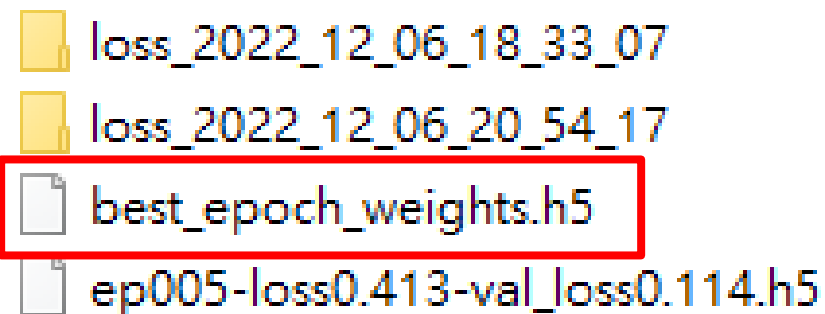 loss_2022_12_06_18_33_07
loss_2022_12_06_20_54_17
best_epoch_weights.h5
ep005-loss0.413-val_loss0.114.h5